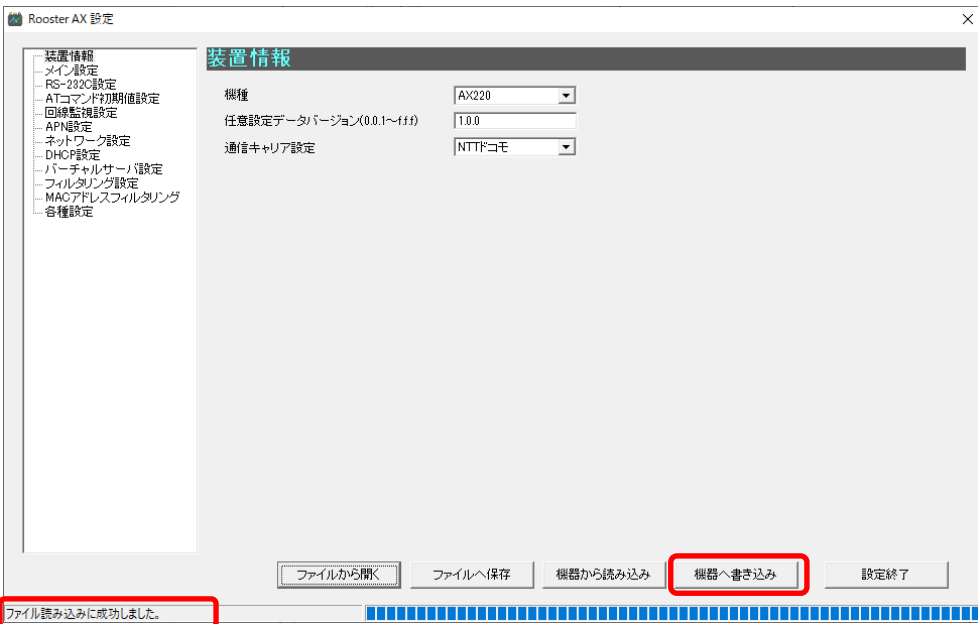 Rooster AX 設定
装置情報
メイン設定
RS-232C設定
ATコマンド初期値設定
回線監視設定
APN設定
ネットワーク設定
DHCP設定
バーチャルサーバ設定
フィルタリング設定
MACアドレスフィルタリング
各種設定
装置情報
機種 AX220
任意設定データバージョン(0.0.1～f.f.f) 1.0.0
通信キャリア設定 NTTドコモ
ファイルから開く ファイルへ保存 機器から読み込み 機器へ書き込み 設定終了
ファイル読み込みに成功しました。